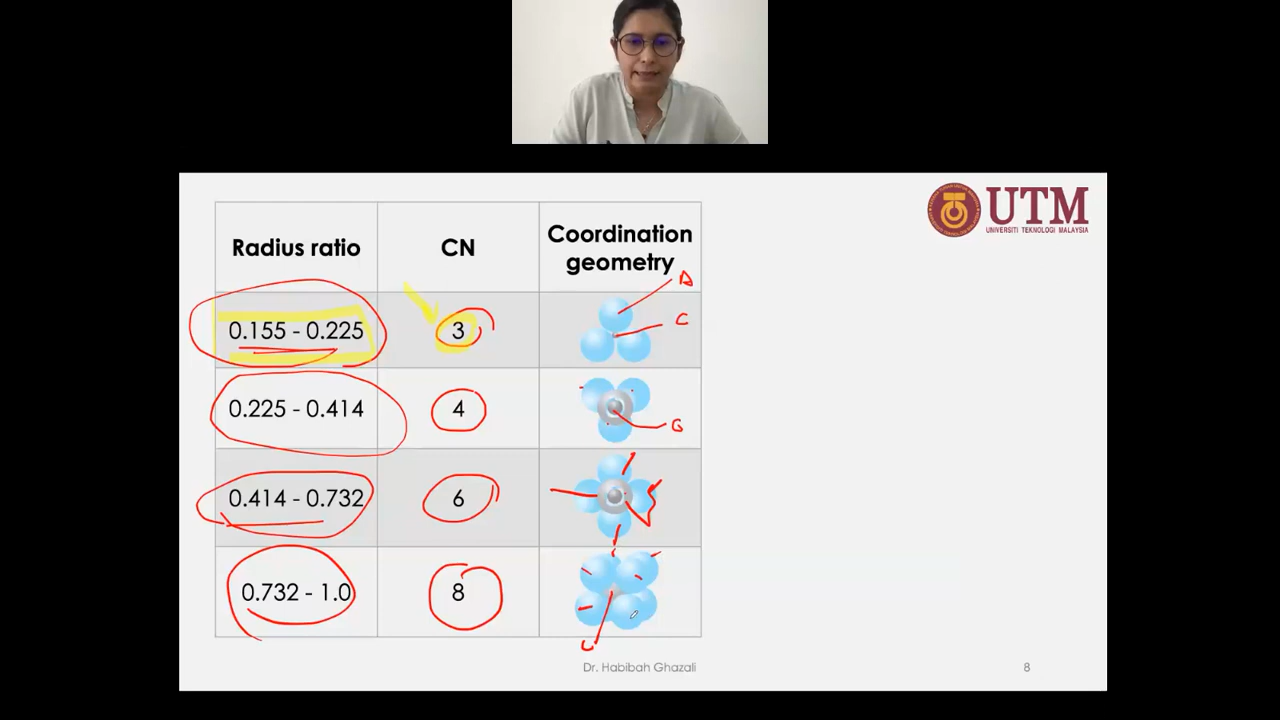 UTM
UNIVERSITI TEKNOLOGI MALAYSIA
Radius ratio
CN
Coordination
geometry
A
0.155 - 0.225
3
C
0.225 - 0.414
4
0.414 - 0.732
6
0.732 - 1.0
8
Dr. Habibah Ghazali
8